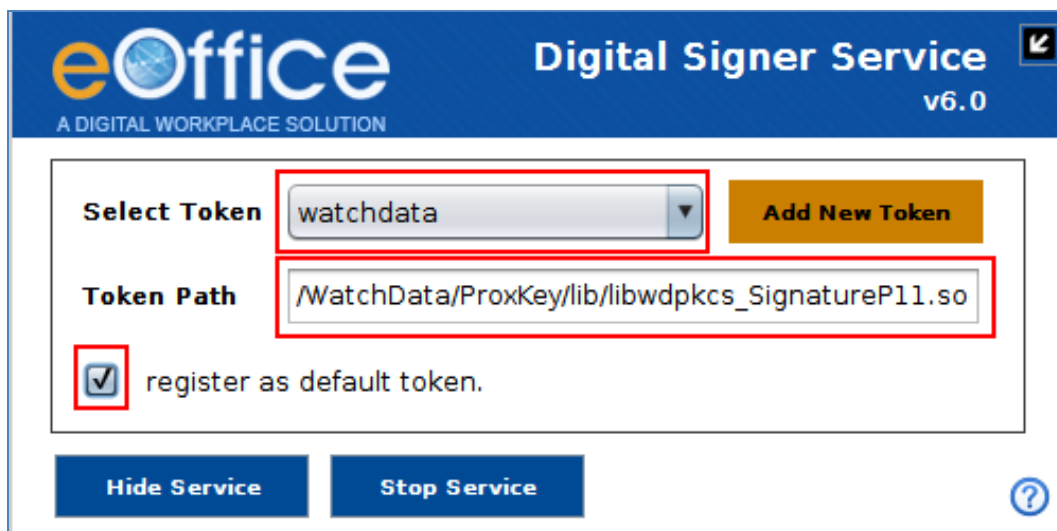 eOffice
A DIGITAL WORKPLACE SOLUTION
Digital Signer Service
v6.0
Select Token
watchdata
Add New Token
Token Path
/WatchData/ProxKey/lib/libwdpkcs_SignatureP11.so
register as default token.
Hide Service
Stop Service
?